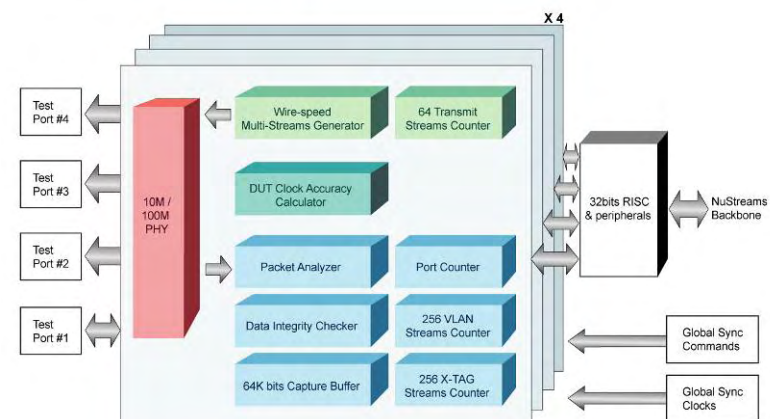 X 4
Test
Port #4
Test
Port #3
Test
Port #2
Test
Port #1
10M /
100M
PHY
Wire-speed
Multi-Streams Generator
64 Transmit
Streams Counter
DUT Clock Accuracy
Calculator
Packet Analyzer
Port Counter
Data Integrity Checker
256 VLAN
Streams Counter
64K bits Capture Buffer
256 X-TAG
Streams Counter
32bits RISC
& peripherals
NuStreams
Backbone
Global Sync
Commands
Global Sync
Clocks